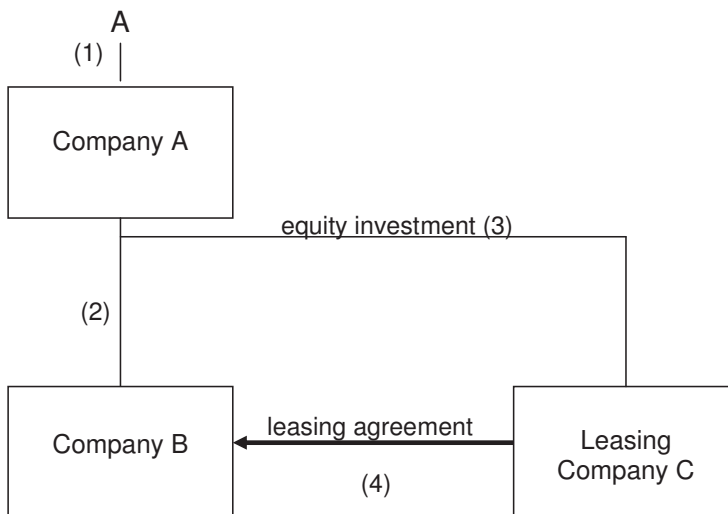 A
(1)
Company A
equity investment (3)
(2)
Company B
leasing agreement
(4)
Leasing
Company C